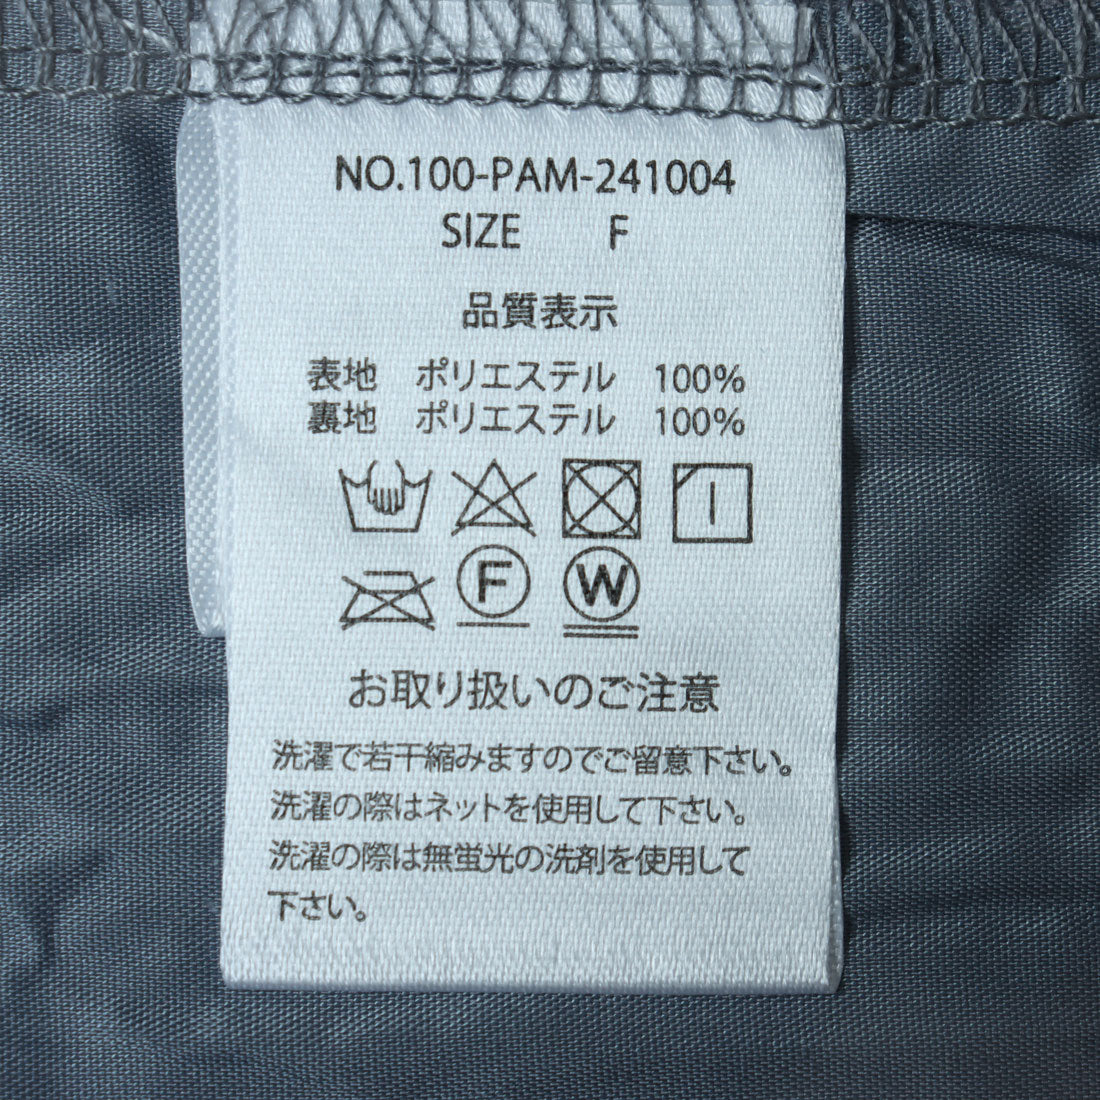 NO.100-PAM-241004
SIZE F
品質表示
表地 ポリエステル 100%
裏地 ポリエステル 100%
F W
お取り扱いのご注意
洗濯で若干縮みますのでご留意下さい。
洗濯の際はネットを使用して下さい。
洗濯の際は無蛍光の洗剤を使用して
下さい。